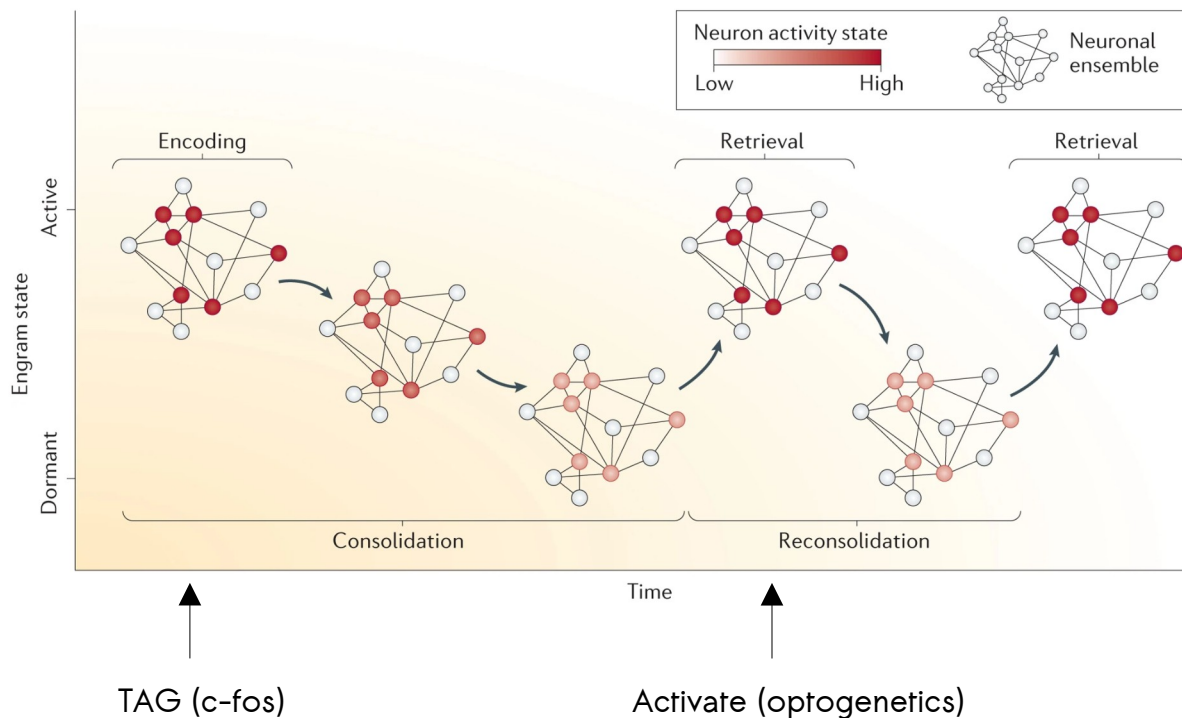 Neuron activity state
Low
High
Neuronal
ensemble
Encoding
Retrieval
Retrieval
Active
Engram state
Dormant
Consolidation
Reconsolidation
Time
TAG (c-fos)
Activate (optogenetics)